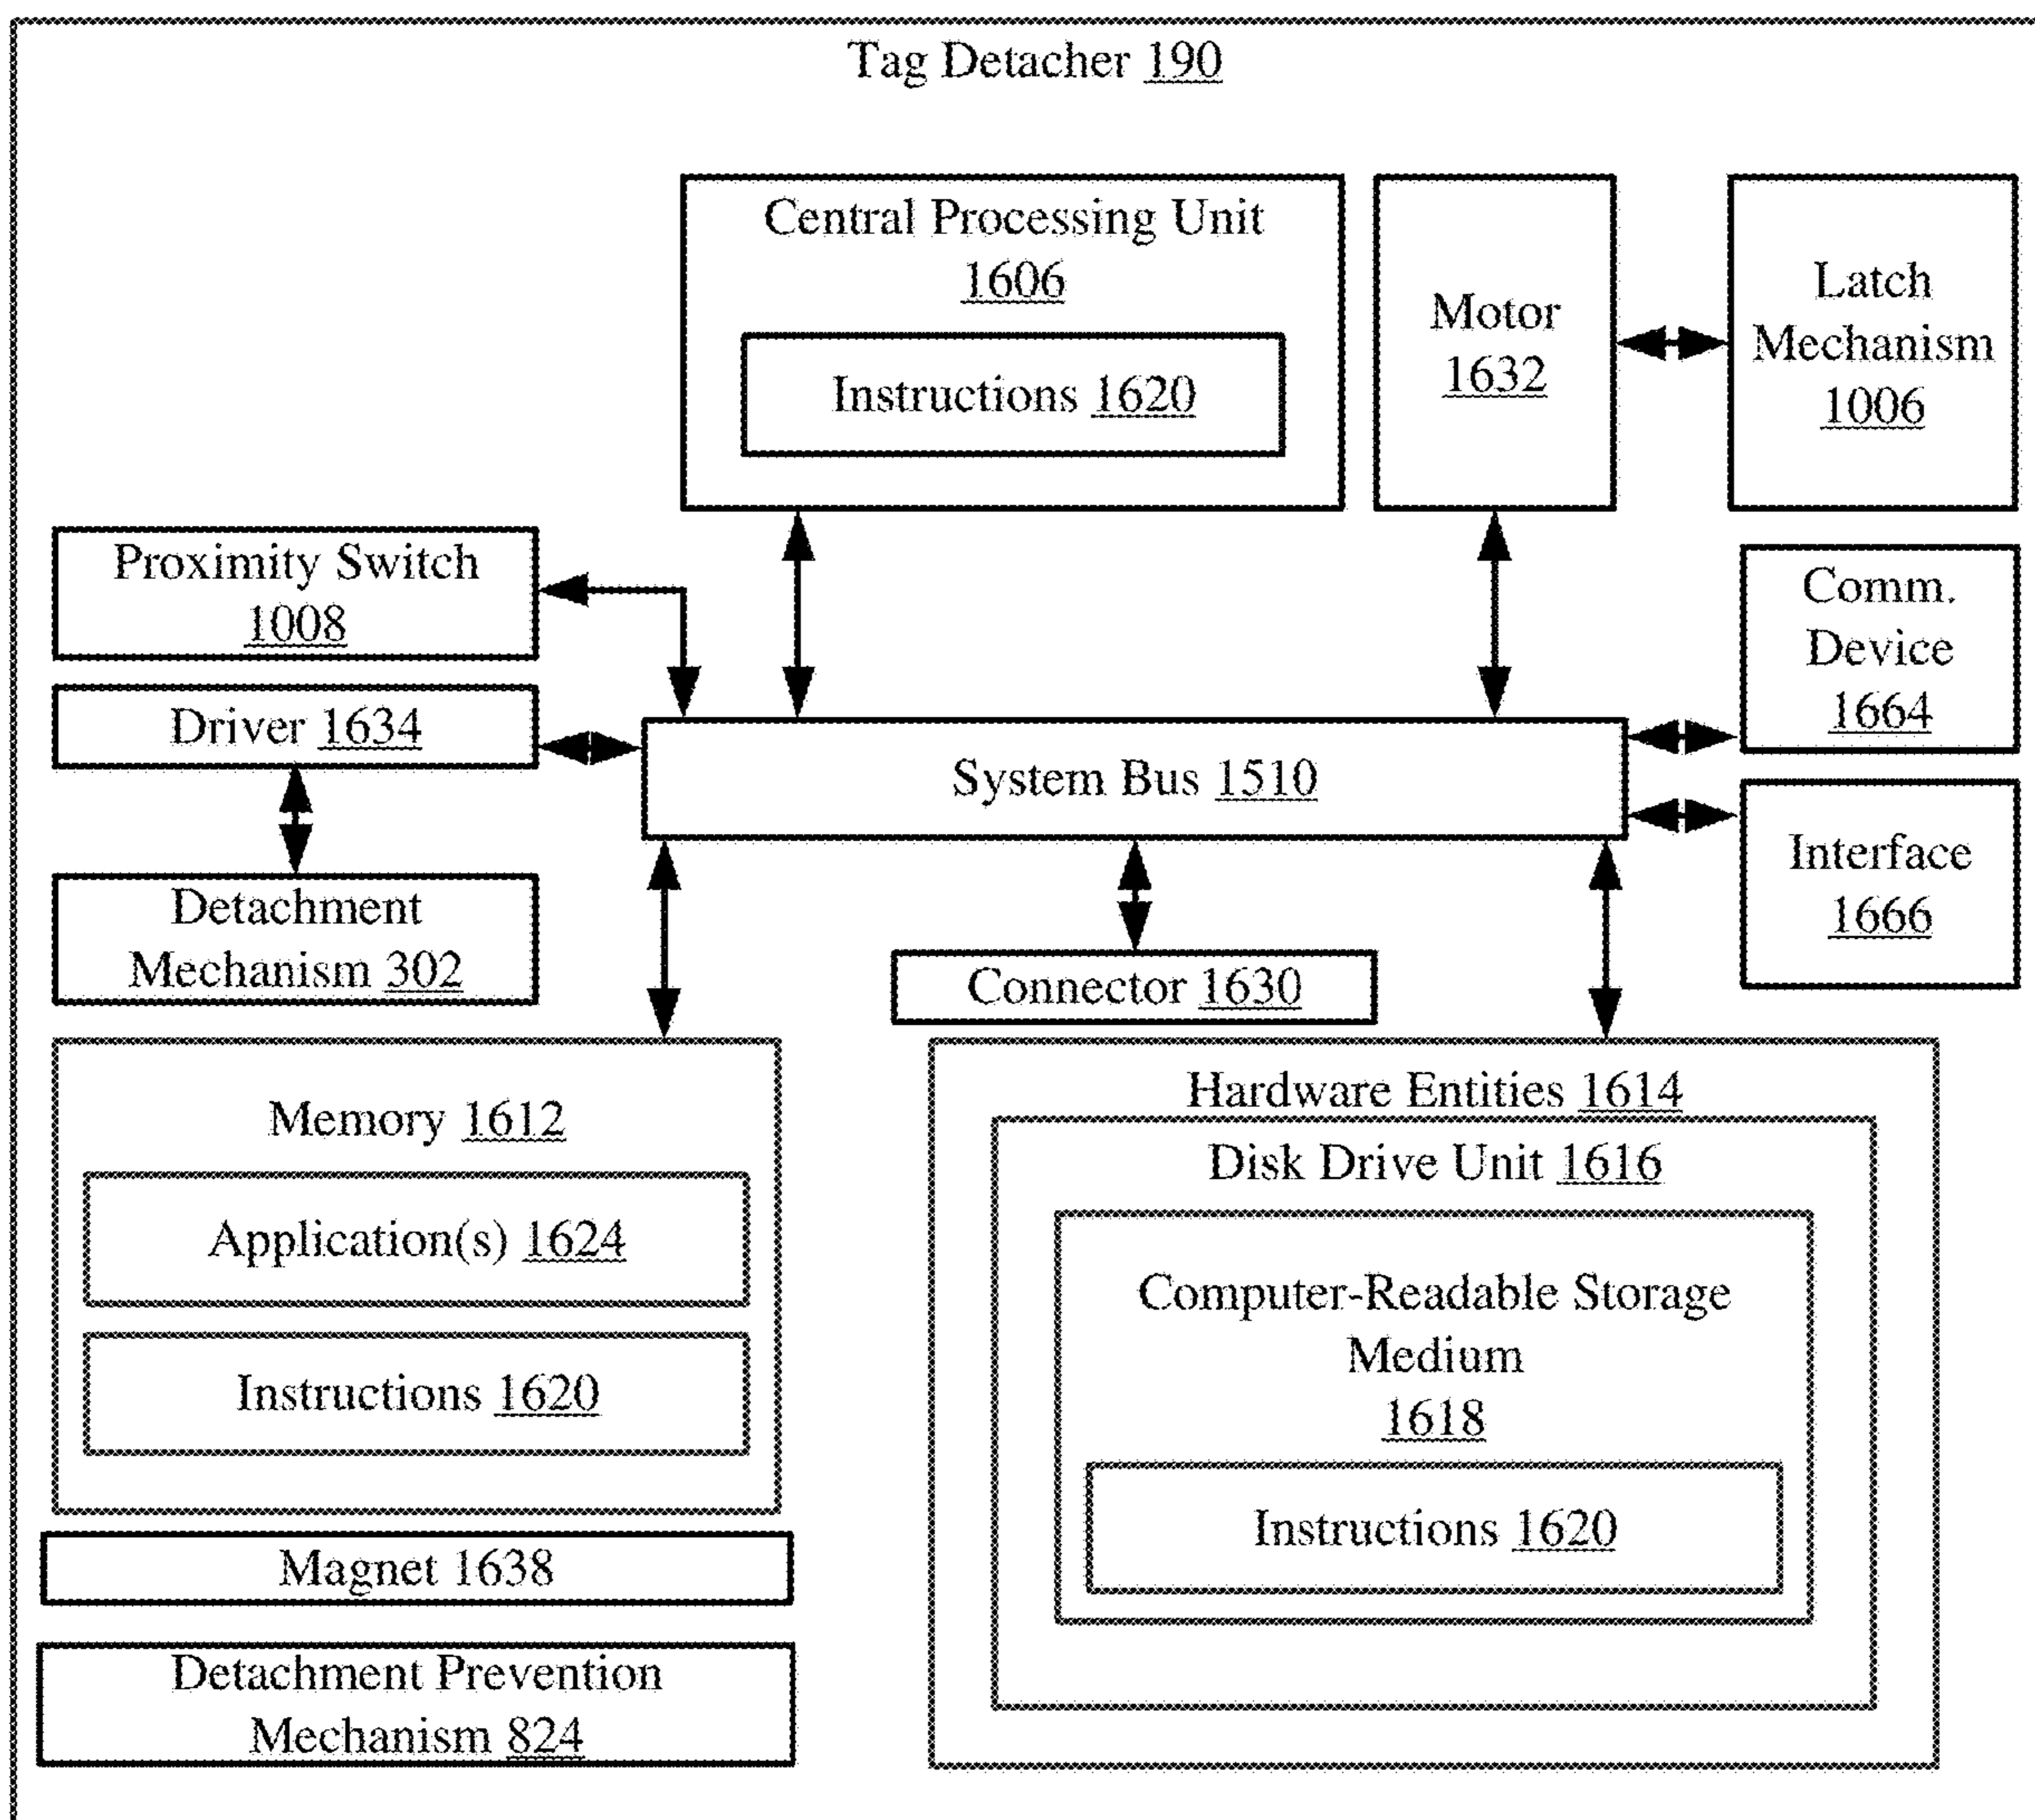 Tag Detacher 190
Central Processing Unit
1606
Instructions 1620
Motor
1632
Latch
Mechanism
1006
Proximity Switch
1008
Comm.
Device
1664
Driver 1634
System Bus 1510
Interface
1666
Detachment
Mechanism 302
Connector 1630
Memory 1612
Application(s) 1624
Instructions 1620
Hardware Entities 1614
Disk Drive Unit 1616
Computer-Readable Storage
Medium
1618
Instructions 1620
Magnet 1638
Detachment Prevention
Mechanism 824